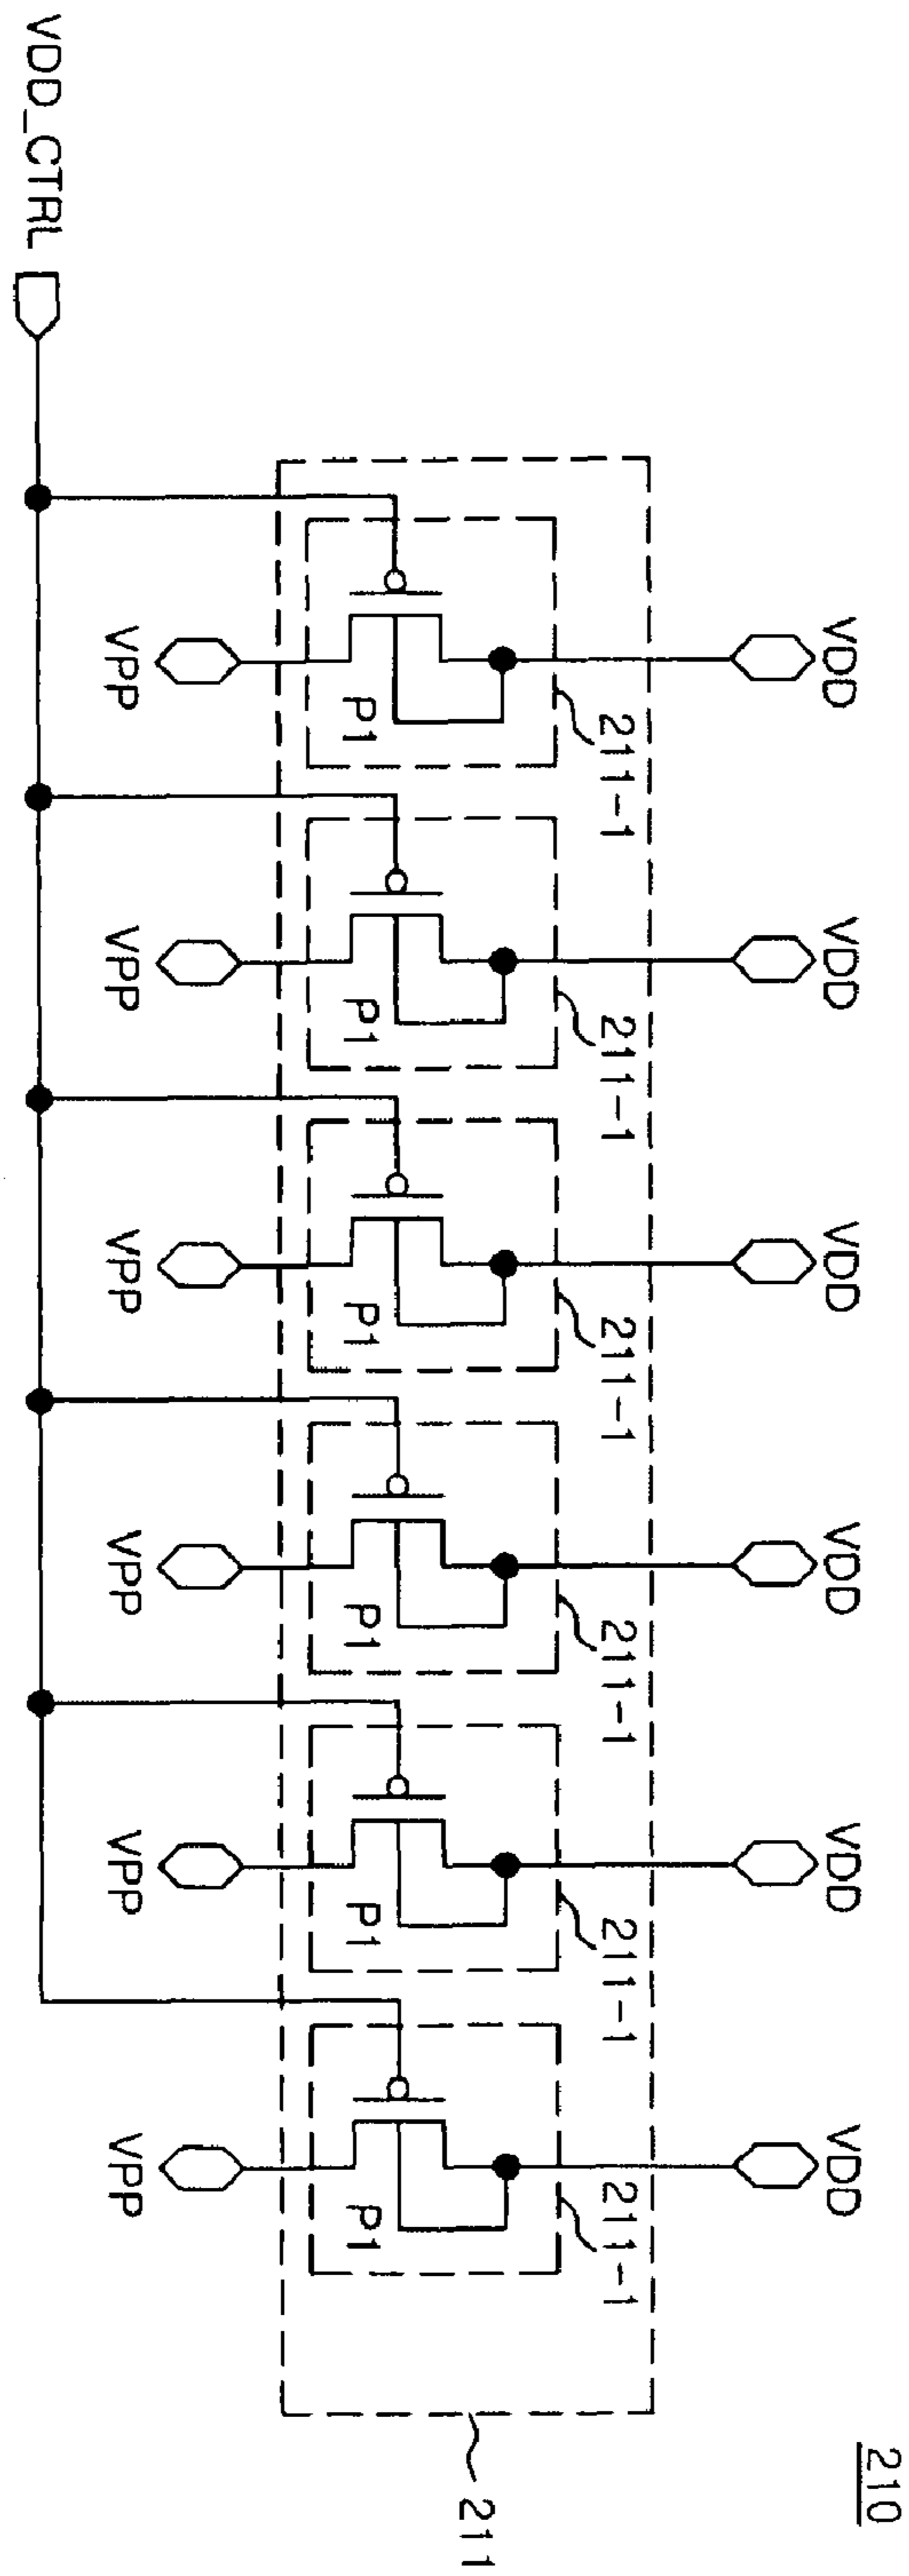 210
VDD VDD VDD VDD VDD VDD
211-1 211-1 211-1 211-1 211-1 211-1
211
P1 P1 P1 P1 P1 P1
VPP VPP VPP VPP VPP VPP
VDD_CTRL